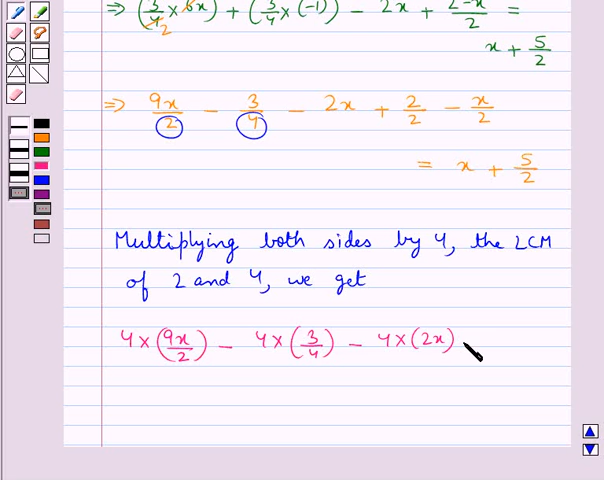 ⇒ (3/4 × 6x) + (3/4 × (-1)) - 2x + (2-x)/2 =
2
x + 5/2
⇒ 9x/2 - 3/4 - 2x + 2/2 - x/2
= x + 5/2
Multiplying both sides by 4, the LCM
of 2 and 4, we get
4 × (9x/2) - 4 × (3/4) - 4 × (2x)